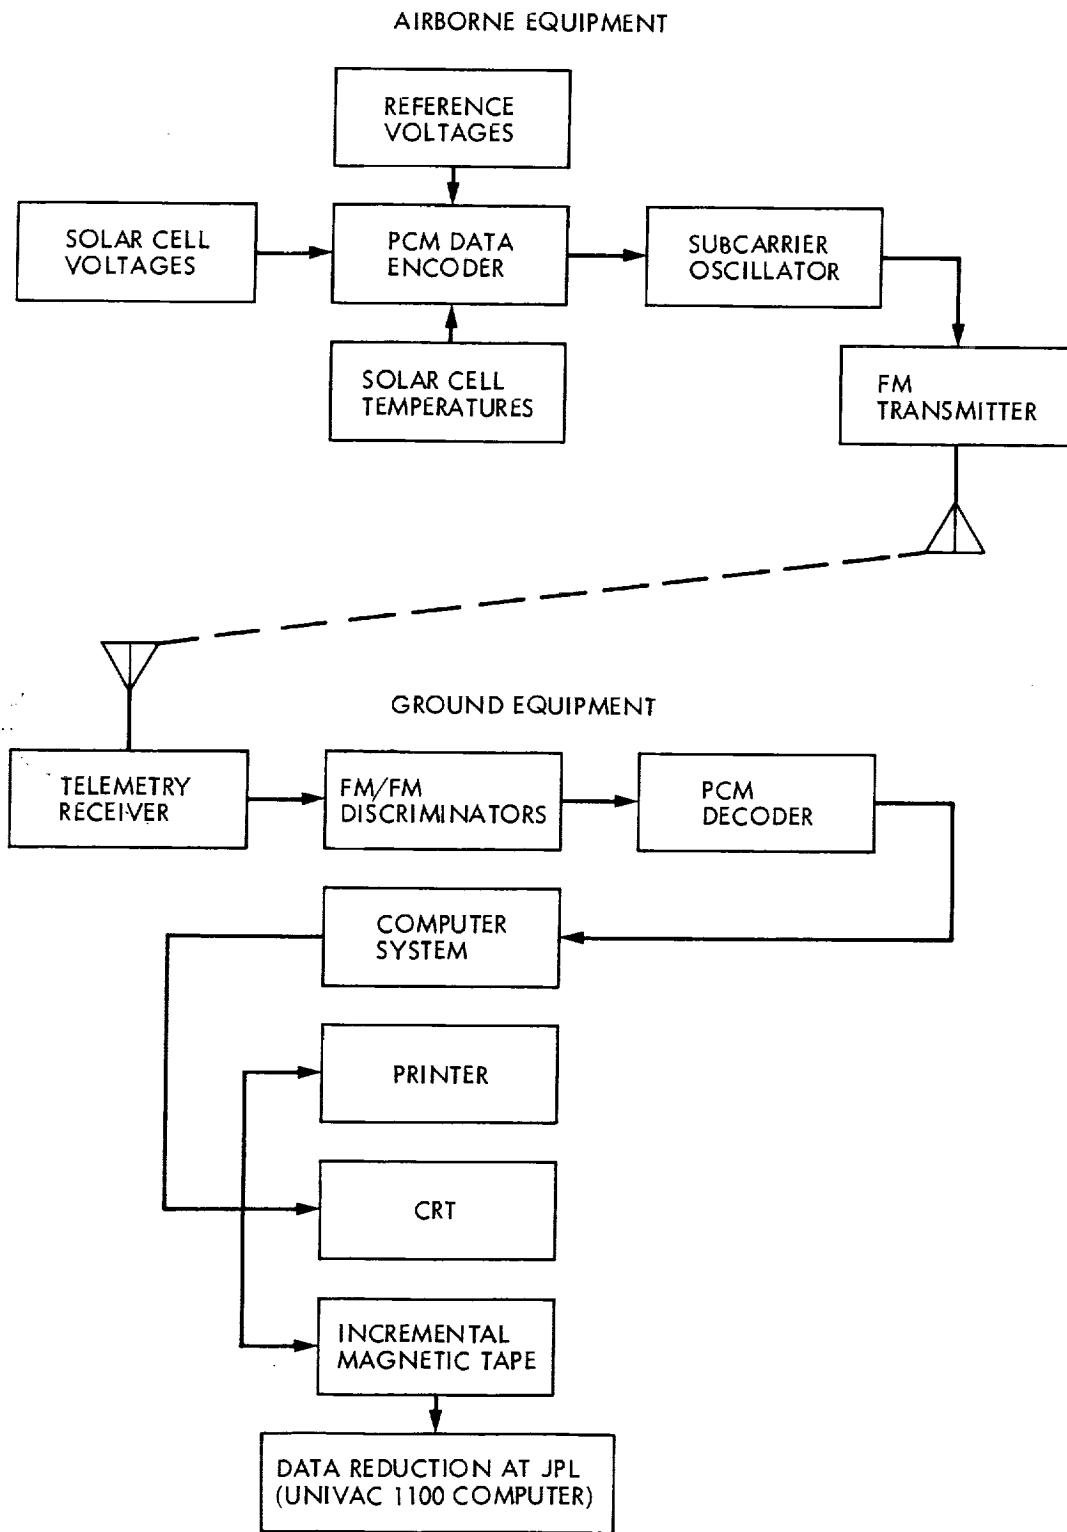 AIRBORNE EQUIPMENT
REFERENCE
VOLTAGES
SOLAR CELL
VOLTAGES
PCM DATA
ENCODER
SUBCARRIER
OSCILLATOR
SOLAR CELL
TEMPERATURES
FM
TRANSMITTER
GROUND EQUIPMENT
TELEMETRY
RECEIVER
FM/FM
DISCRIMINATORS
PCM
DECODER
COMPUTER
SYSTEM
PRINTER
CRT
INCREMENTAL
MAGNETIC TAPE
DATA REDUCTION AT JPL
(UNIVAC 1100 COMPUTER)